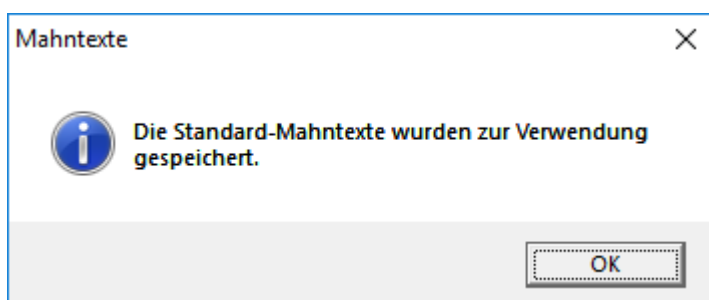 Mahntexte
Die Standard-Mahntexte wurden zur Verwendung
gespeichert.
OK